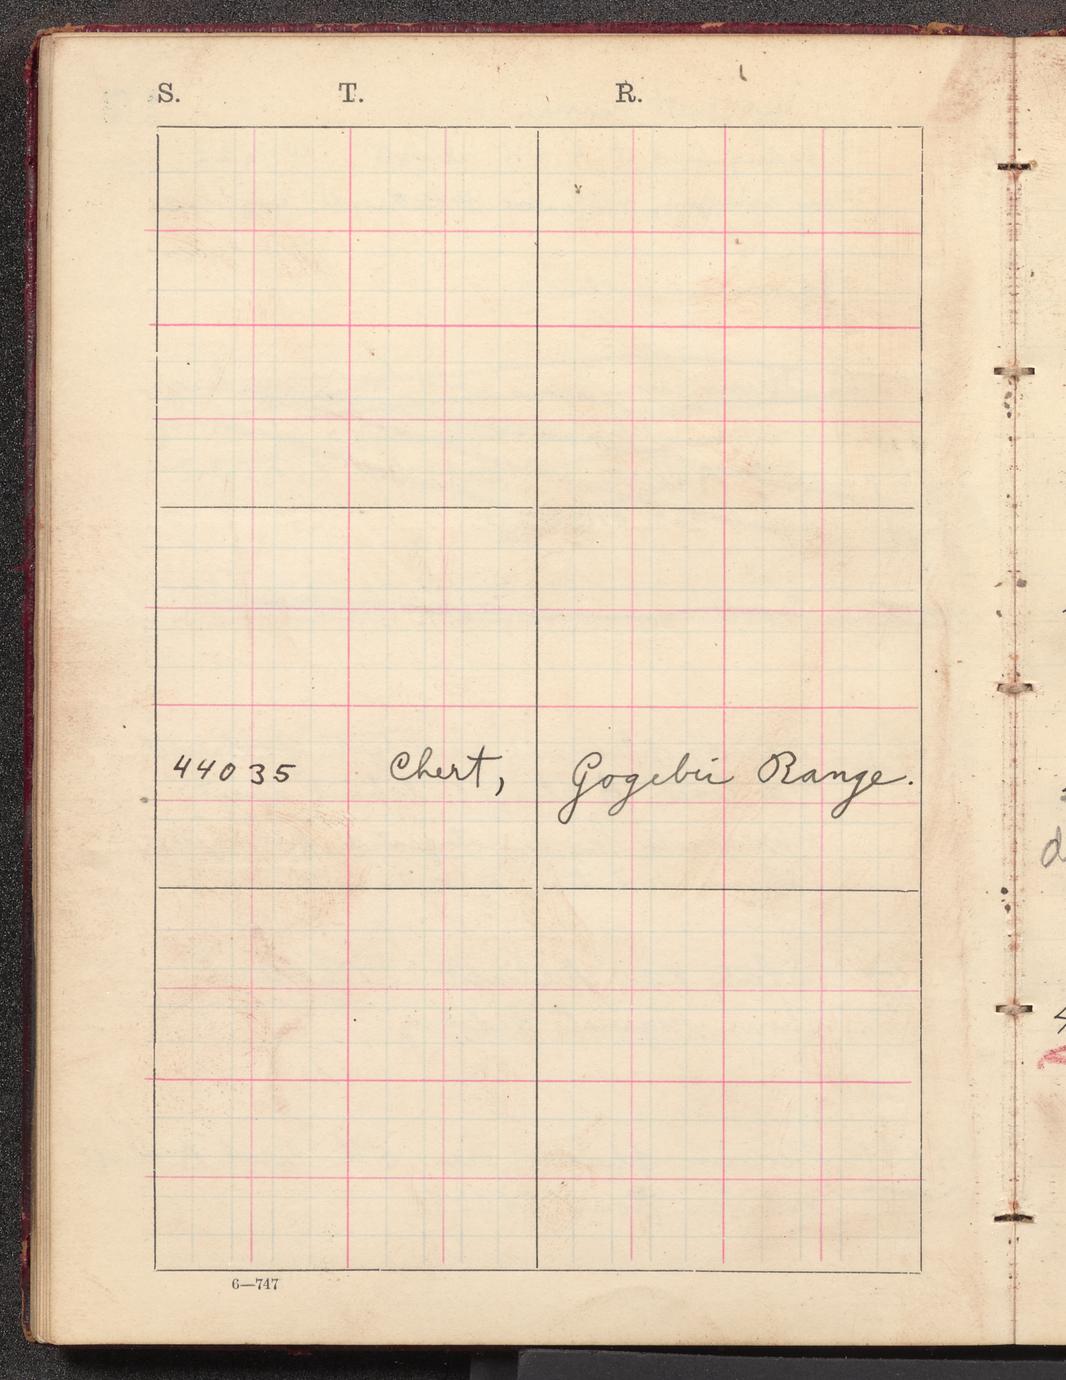 S. T. R.
44035 Chert, Gogebic Range.
6—747